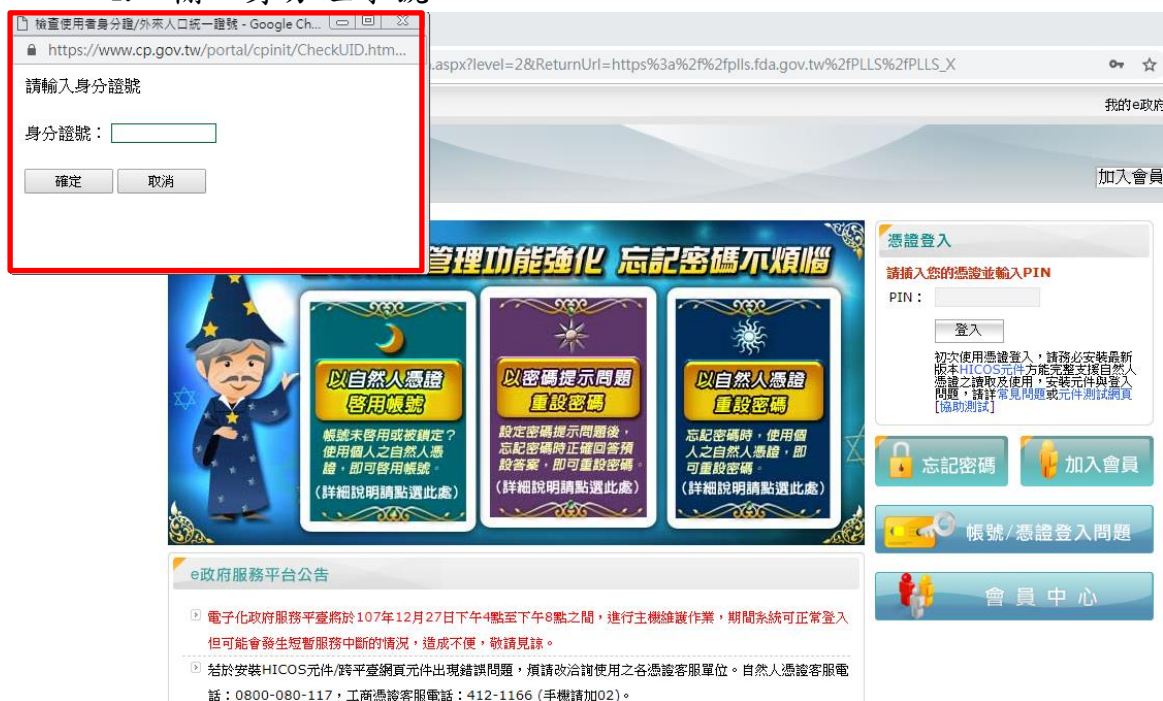 檢查使用者身分證/外來人口統一證號 - Google Ch...
https://www.cp.gov.tw/portal/cpinit/CheckUID.htm...
請輸入身分證號
身分證號：
確定 取消
.aspx?level=2&ReturnUrl=https%3a%2f%2fplls.fda.gov.tw%2fPLLS%2fPLLS_X
我的e政府
加入會員
管理功能強化 忘記密碼不煩惱
以自然人憑證
啓用帳號
帳號未啓用或被鎖定？
使用個人之自然人憑
證，即可啓用帳號。
(詳細說明請點選此處)
以密碼提示問題
重設密碼
設定密碼提示問題後，
忘記密碼時正確回答預
設答案，即可重設密碼。
(詳細說明請點選此處)
以自然人憑證
重設密碼
忘記密碼時，使用個
人之自然人憑證，即
可重設密碼。
(詳細說明請點選此處)
憑證登入
請插入您的憑證並輸入PIN
PIN：
登入
初次使用憑證登入，請務必安裝最新
版本HICOS元件方能完整支援自然人
憑證之讀取及使用，安裝元件與登入
問題，請詳常見問題或元件測試網頁
[協助測試]
忘記密碼
加入會員
帳號/憑證登入問題
會員中心
e政府服務平台公告
電子化政府服務平臺將於107年12月27日下午4點至下午8點之間，進行主機維護作業，期間系統可正常登入
但可能會發生短暫服務中斷的情況，造成不便，敬請見諒。
若於安裝HICOS元件/跨平臺網頁元件出現錯誤問題，煩請改洽詢使用之各憑證客服單位。自然人憑證客服電
話：0800-080-117，工商憑證客服電話：412-1166 (手機請加02)。